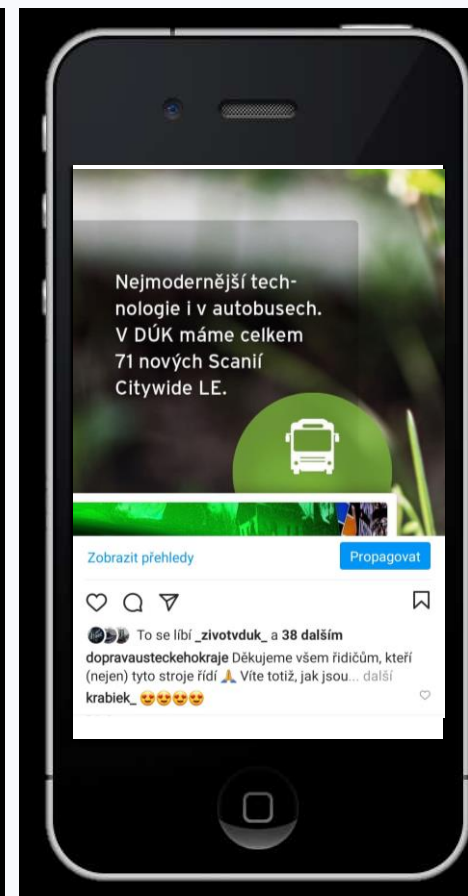 Nejmodernější tech-
nologie i v autobusech.
V DÚK máme celkem
71 nových Scanií
Citywide LE.
Zobrazit přehledy
Propagovat
To se líbí _zivotvduk_ a 38 dalším
dopravausteckehokraje Děkujeme všem řidičům, kteří
(nejen) tyto stroje řídí 🙏 Víte totiž, jak jsou... další
krabiek_ 😍😍😍😍